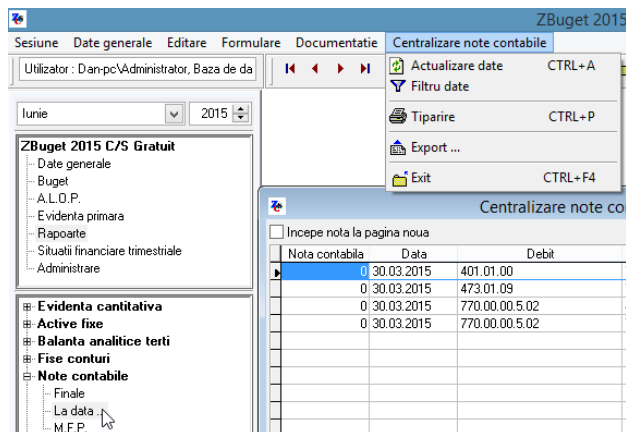 ZBuget 2015
Sesiune Date generale Editare Formulare Documentatie Centralizare note contabile
Utilizator : Dan-pc\Administrator, Baza de da
Actualizare date CTRL+A
Filtru date
Tiparire CTRL+P
Export ...
Exit CTRL+F4
Iunie 2015
ZBuget 2015 C/S Gratuit
Date generale
Buget
A.L.O.P.
Evidenta primara
Rapoarte
Situatii financiare trimestriale
Administrare
Centralizare note co
Incepe nota la pagina noua
Nota contabila Data Debit
0 30.03.2015 401.01.00
0 30.03.2015 473.01.09
0 30.03.2015 770.00.00.5.02
0 30.03.2015 770.00.00.5.02
Evidenta cantitativa
Active fixe
Balanta analitice terti
Fise conturi
Note contabile
Finale
La data ..
M.F.P.